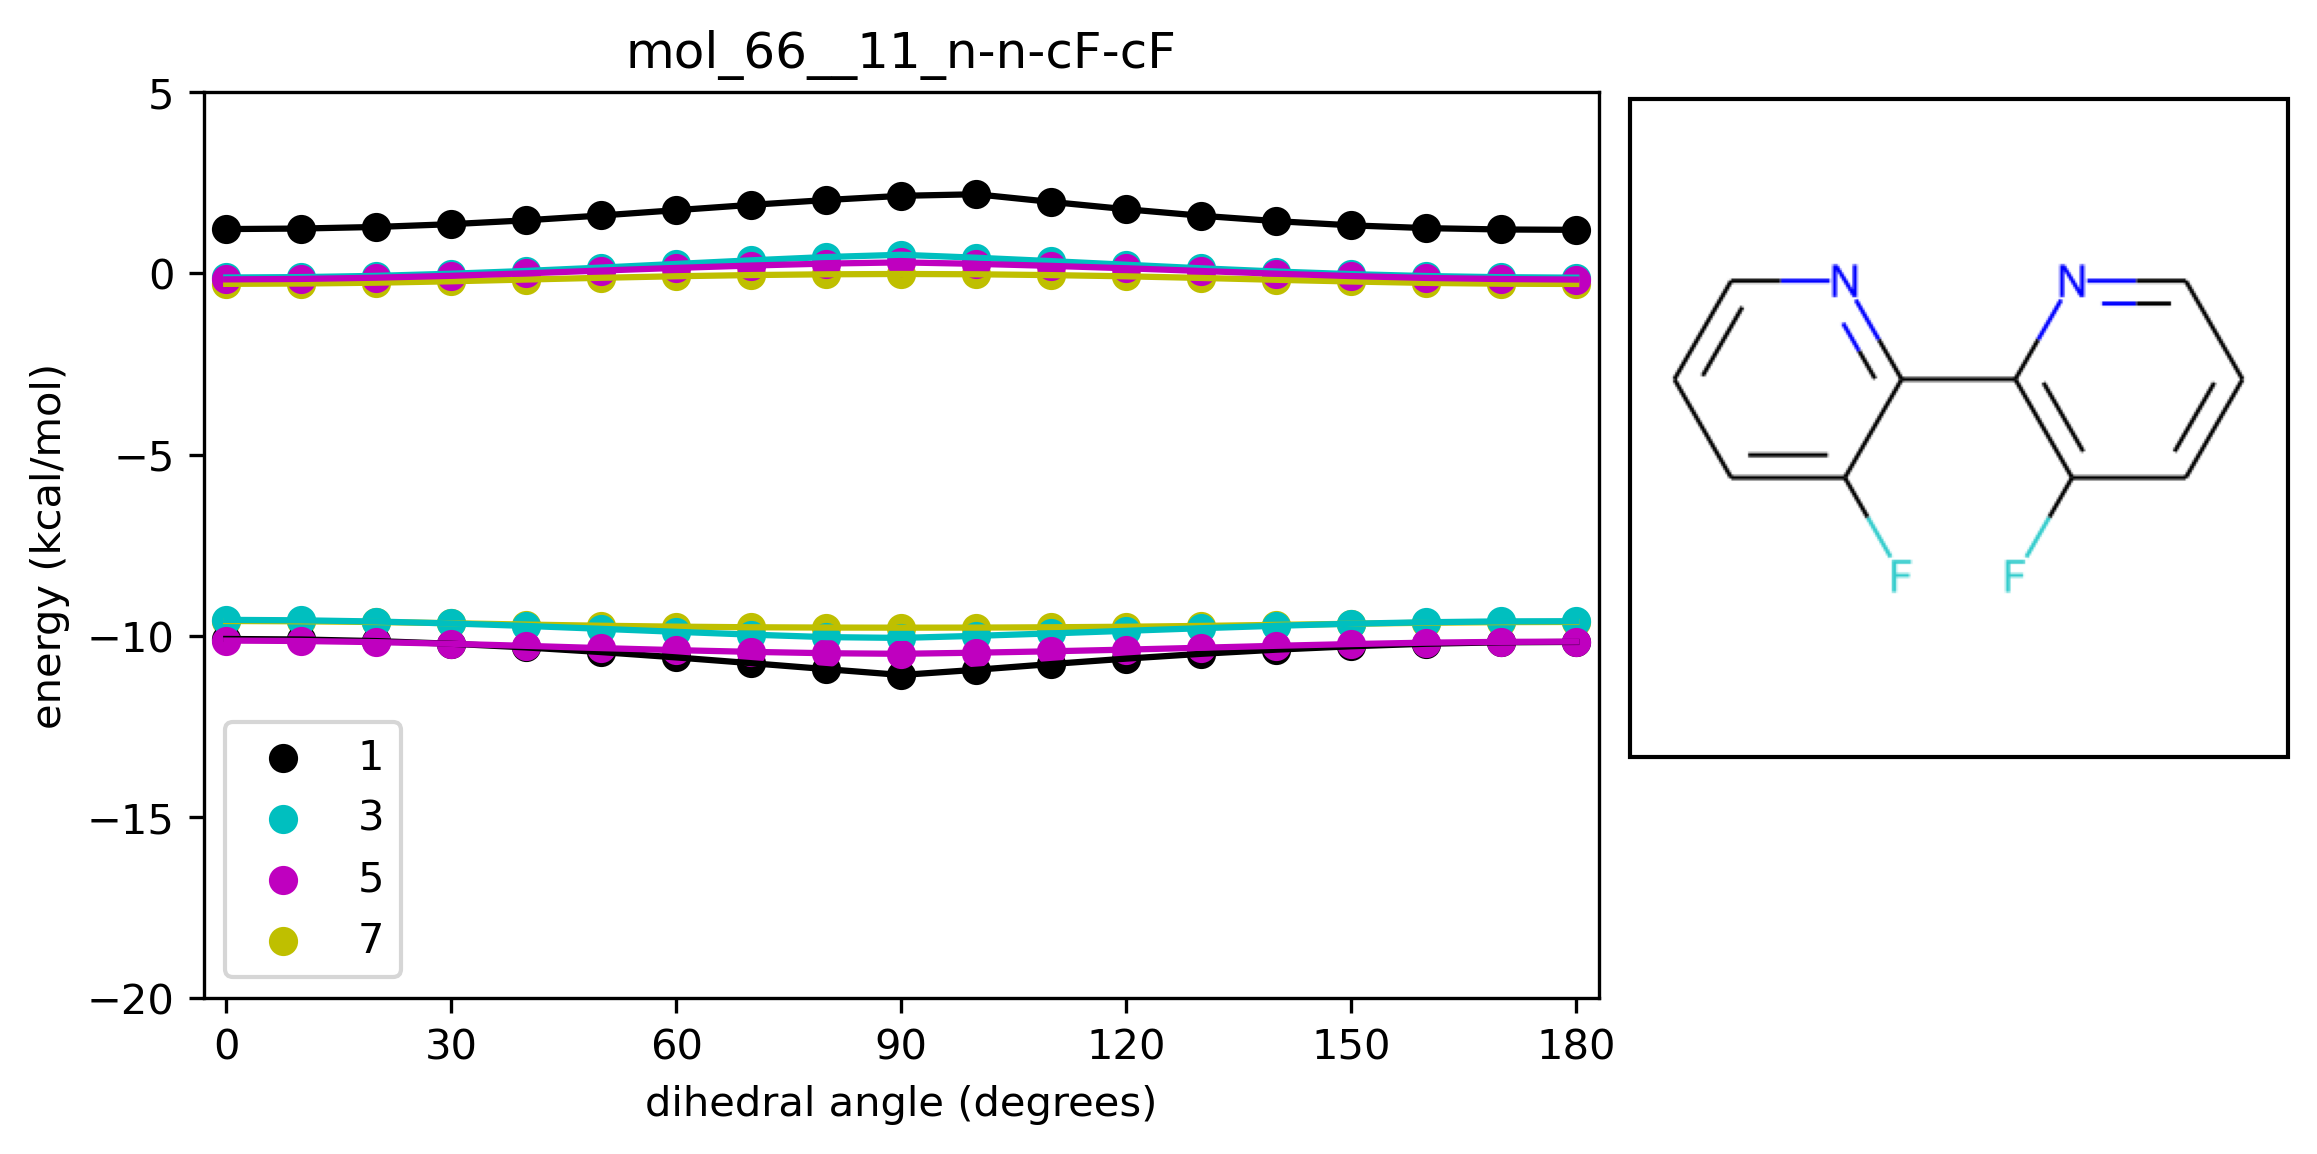 mol_66__11_n-n-cF-cF
5
0
−5
−10
−15
−20
energy (kcal/mol)
1
3
5
7
0 30 60 90 120 150 180
dihedral angle (degrees)
N N
F F